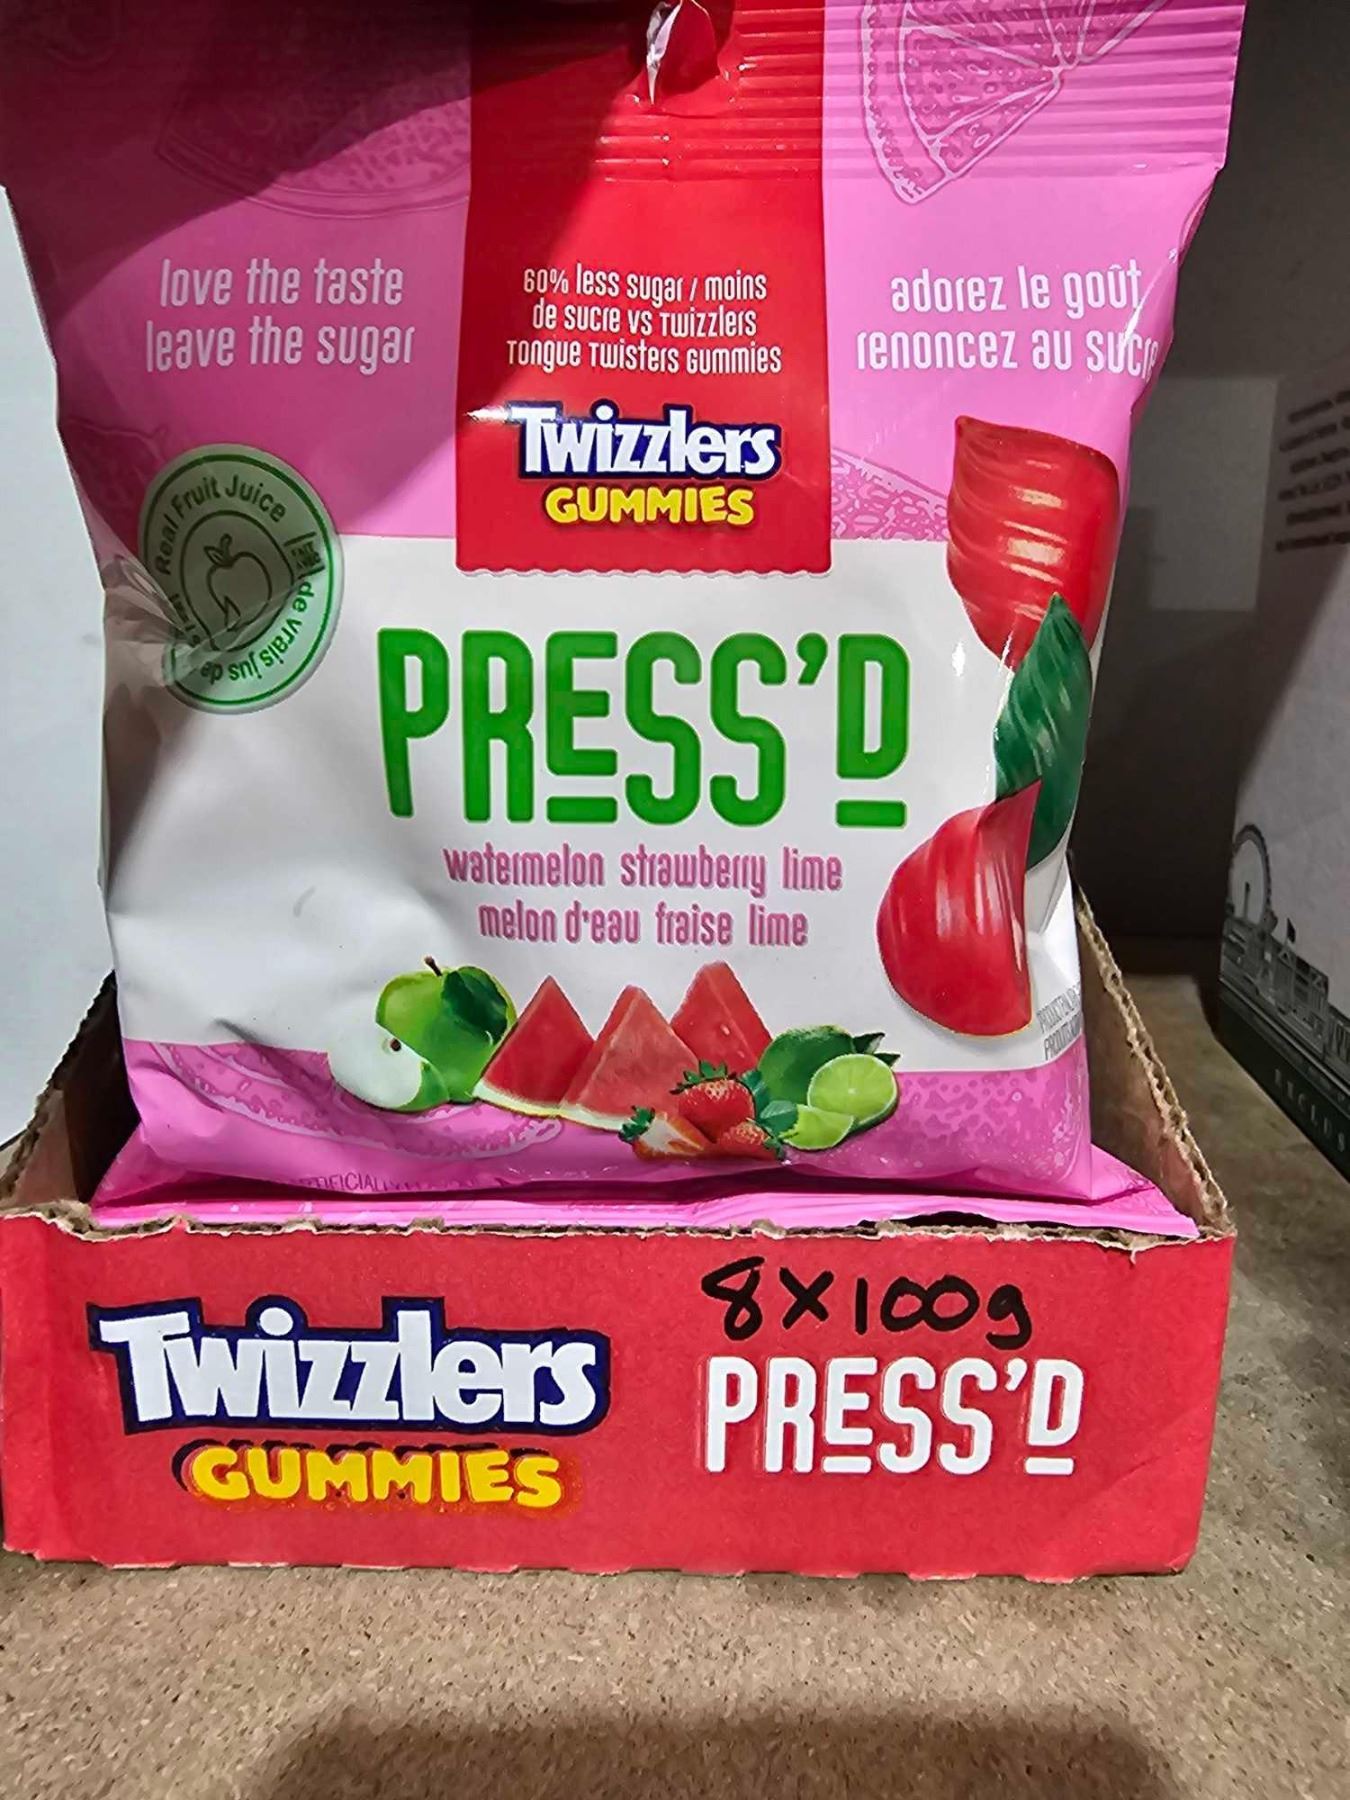 love the taste
leave the sugar
60% less sugar / moins
de sucre vs Twizzlers
Tongue Twisters Gummies
adorez le goût
renoncez au sucre
Twizzlers
GUMMIES
Real Fruit Juice
de vrais jus de
PRESS'D
watermelon strawberry lime
melon d'eau fraise lime
8x100g
Twizzlers
GUMMIES
PRESS'D